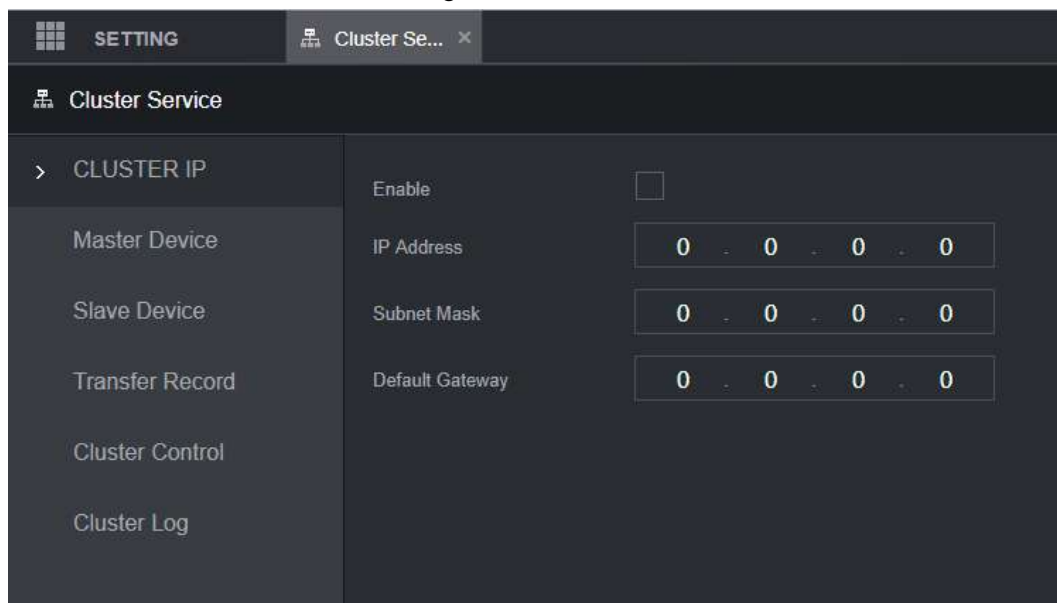 SETTING
Cluster Se... ×
Cluster Service
> CLUSTER IP
Master Device
Slave Device
Transfer Record
Cluster Control
Cluster Log
Enable
IP Address 0 . 0 . 0 . 0
Subnet Mask 0 . 0 . 0 . 0
Default Gateway 0 . 0 . 0 . 0